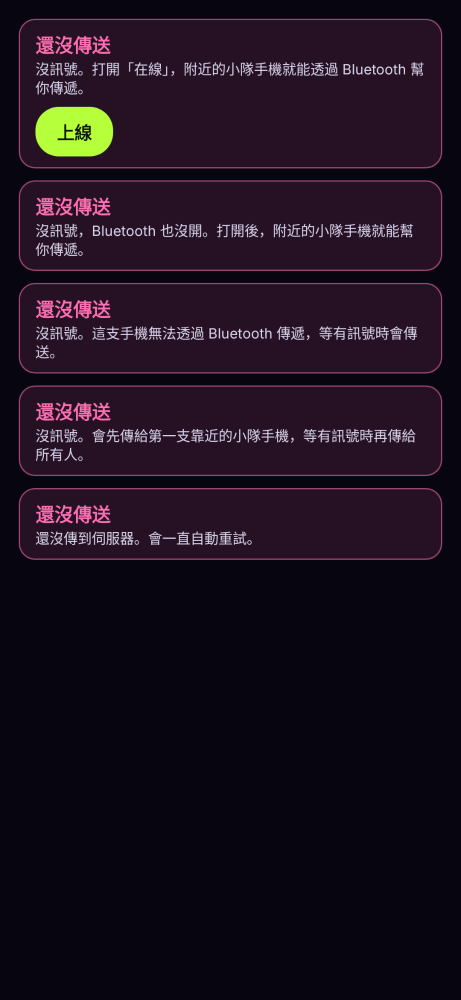 還沒傳送
沒訊號。打開「在線」，附近的小隊手機就能透過 Bluetooth 幫
你傳遞。
上線
還沒傳送
沒訊號，Bluetooth 也沒開。打開後，附近的小隊手機就能幫
你傳遞。
還沒傳送
沒訊號。這支手機無法透過 Bluetooth 傳遞，等有訊號時會傳
送。
還沒傳送
沒訊號。會先傳給第一支靠近的小隊手機，等有訊號時再傳給
所有人。
還沒傳送
還沒傳到伺服器。會一直自動重試。